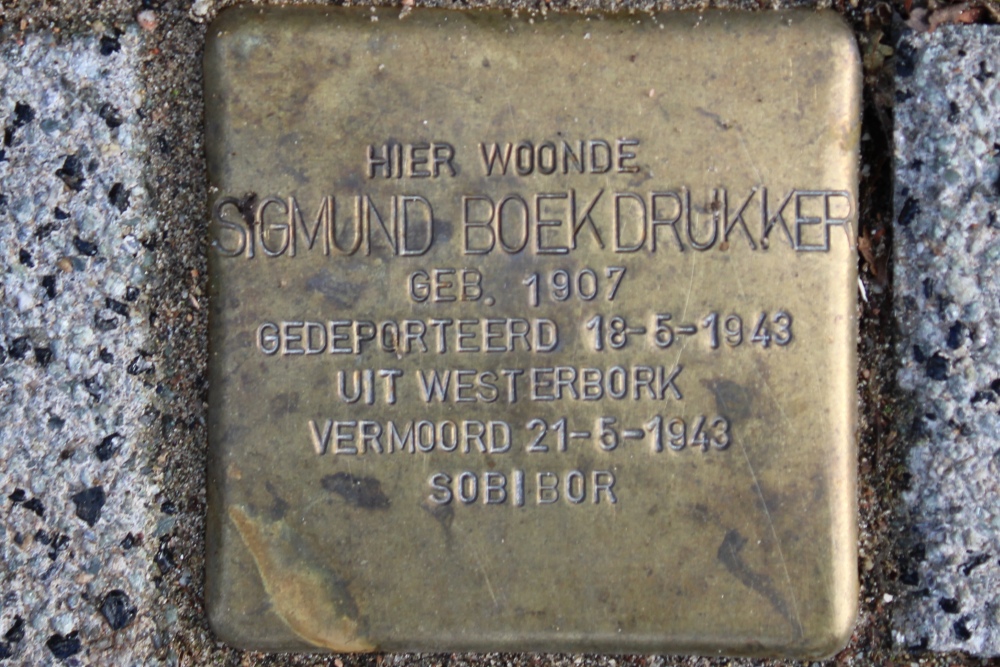 HIER WOONDE
SIGMUND BOEKDRUKKER
GEB. 1907
GEDEPORTEERD 18-5-1943
UIT WESTERBORK
VERMOORD 21-5-1943
SOBIBOR